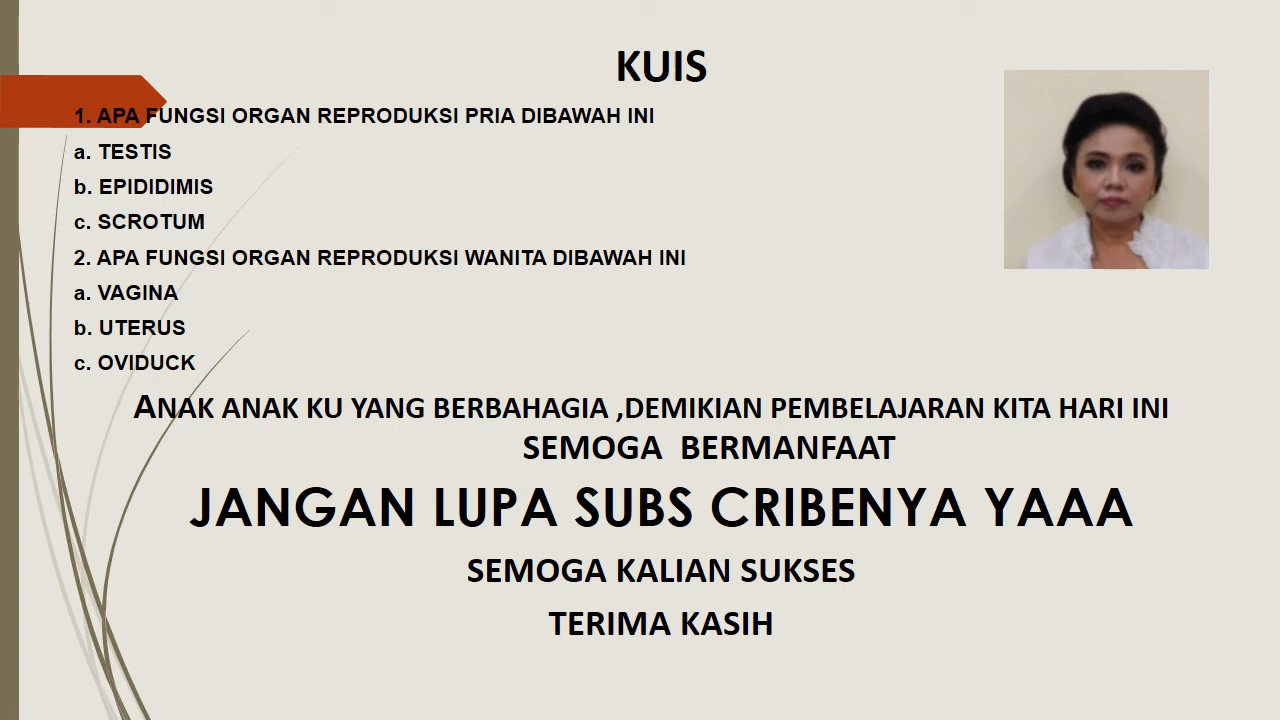 KUIS
1. APA FUNGSI ORGAN REPRODUKSI PRIA DIBAWAH INI
a. TESTIS
b. EPIDIDIMIS
c. SCROTUM
2. APA FUNGSI ORGAN REPRODUKSI WANITA DIBAWAH INI
a. VAGINA
b. UTERUS
c. OVIDUCK
ANAK ANAK KU YANG BERBAHAGIA ,DEMIKIAN PEMBELAJARAN KITA HARI INI
SEMOGA  BERMANFAAT
JANGAN LUPA SUBS CRIBENYA YAAA
SEMOGA KALIAN SUKSES
TERIMA KASIH